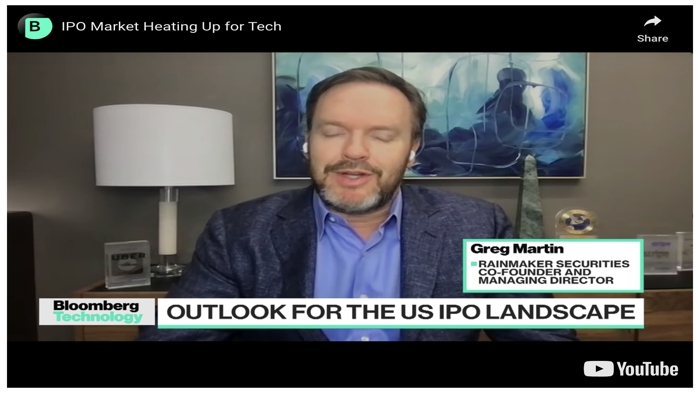 B
IPO Market Heating Up for Tech
Share
UBER
Greg Martin
RAINMAKER SECURITIES
CO-FOUNDER AND
MANAGING DIRECTOR
Bloomberg
Technology
OUTLOOK FOR THE US IPO LANDSCAPE
YouTube